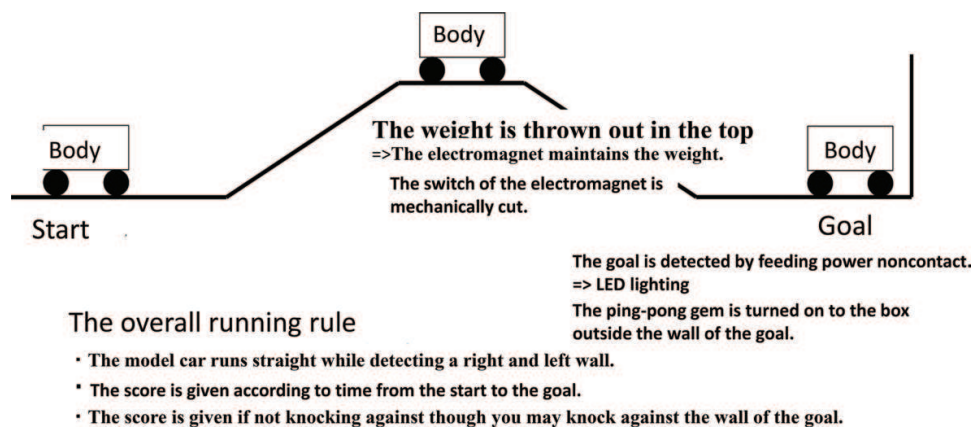 Body
Body
Body
The weight is thrown out in the top
=>The electromagnet maintains the weight.
The switch of the electromagnet is
mechanically cut.
Start
Goal
The goal is detected by feeding power noncontact.
=> LED lighting
The ping-pong gem is turned on to the box
outside the wall of the goal.
The overall running rule
・The model car runs straight while detecting a right and left wall.
・The score is given according to time from the start to the goal.
・The score is given if not knocking against though you may knock against the wall of the goal.